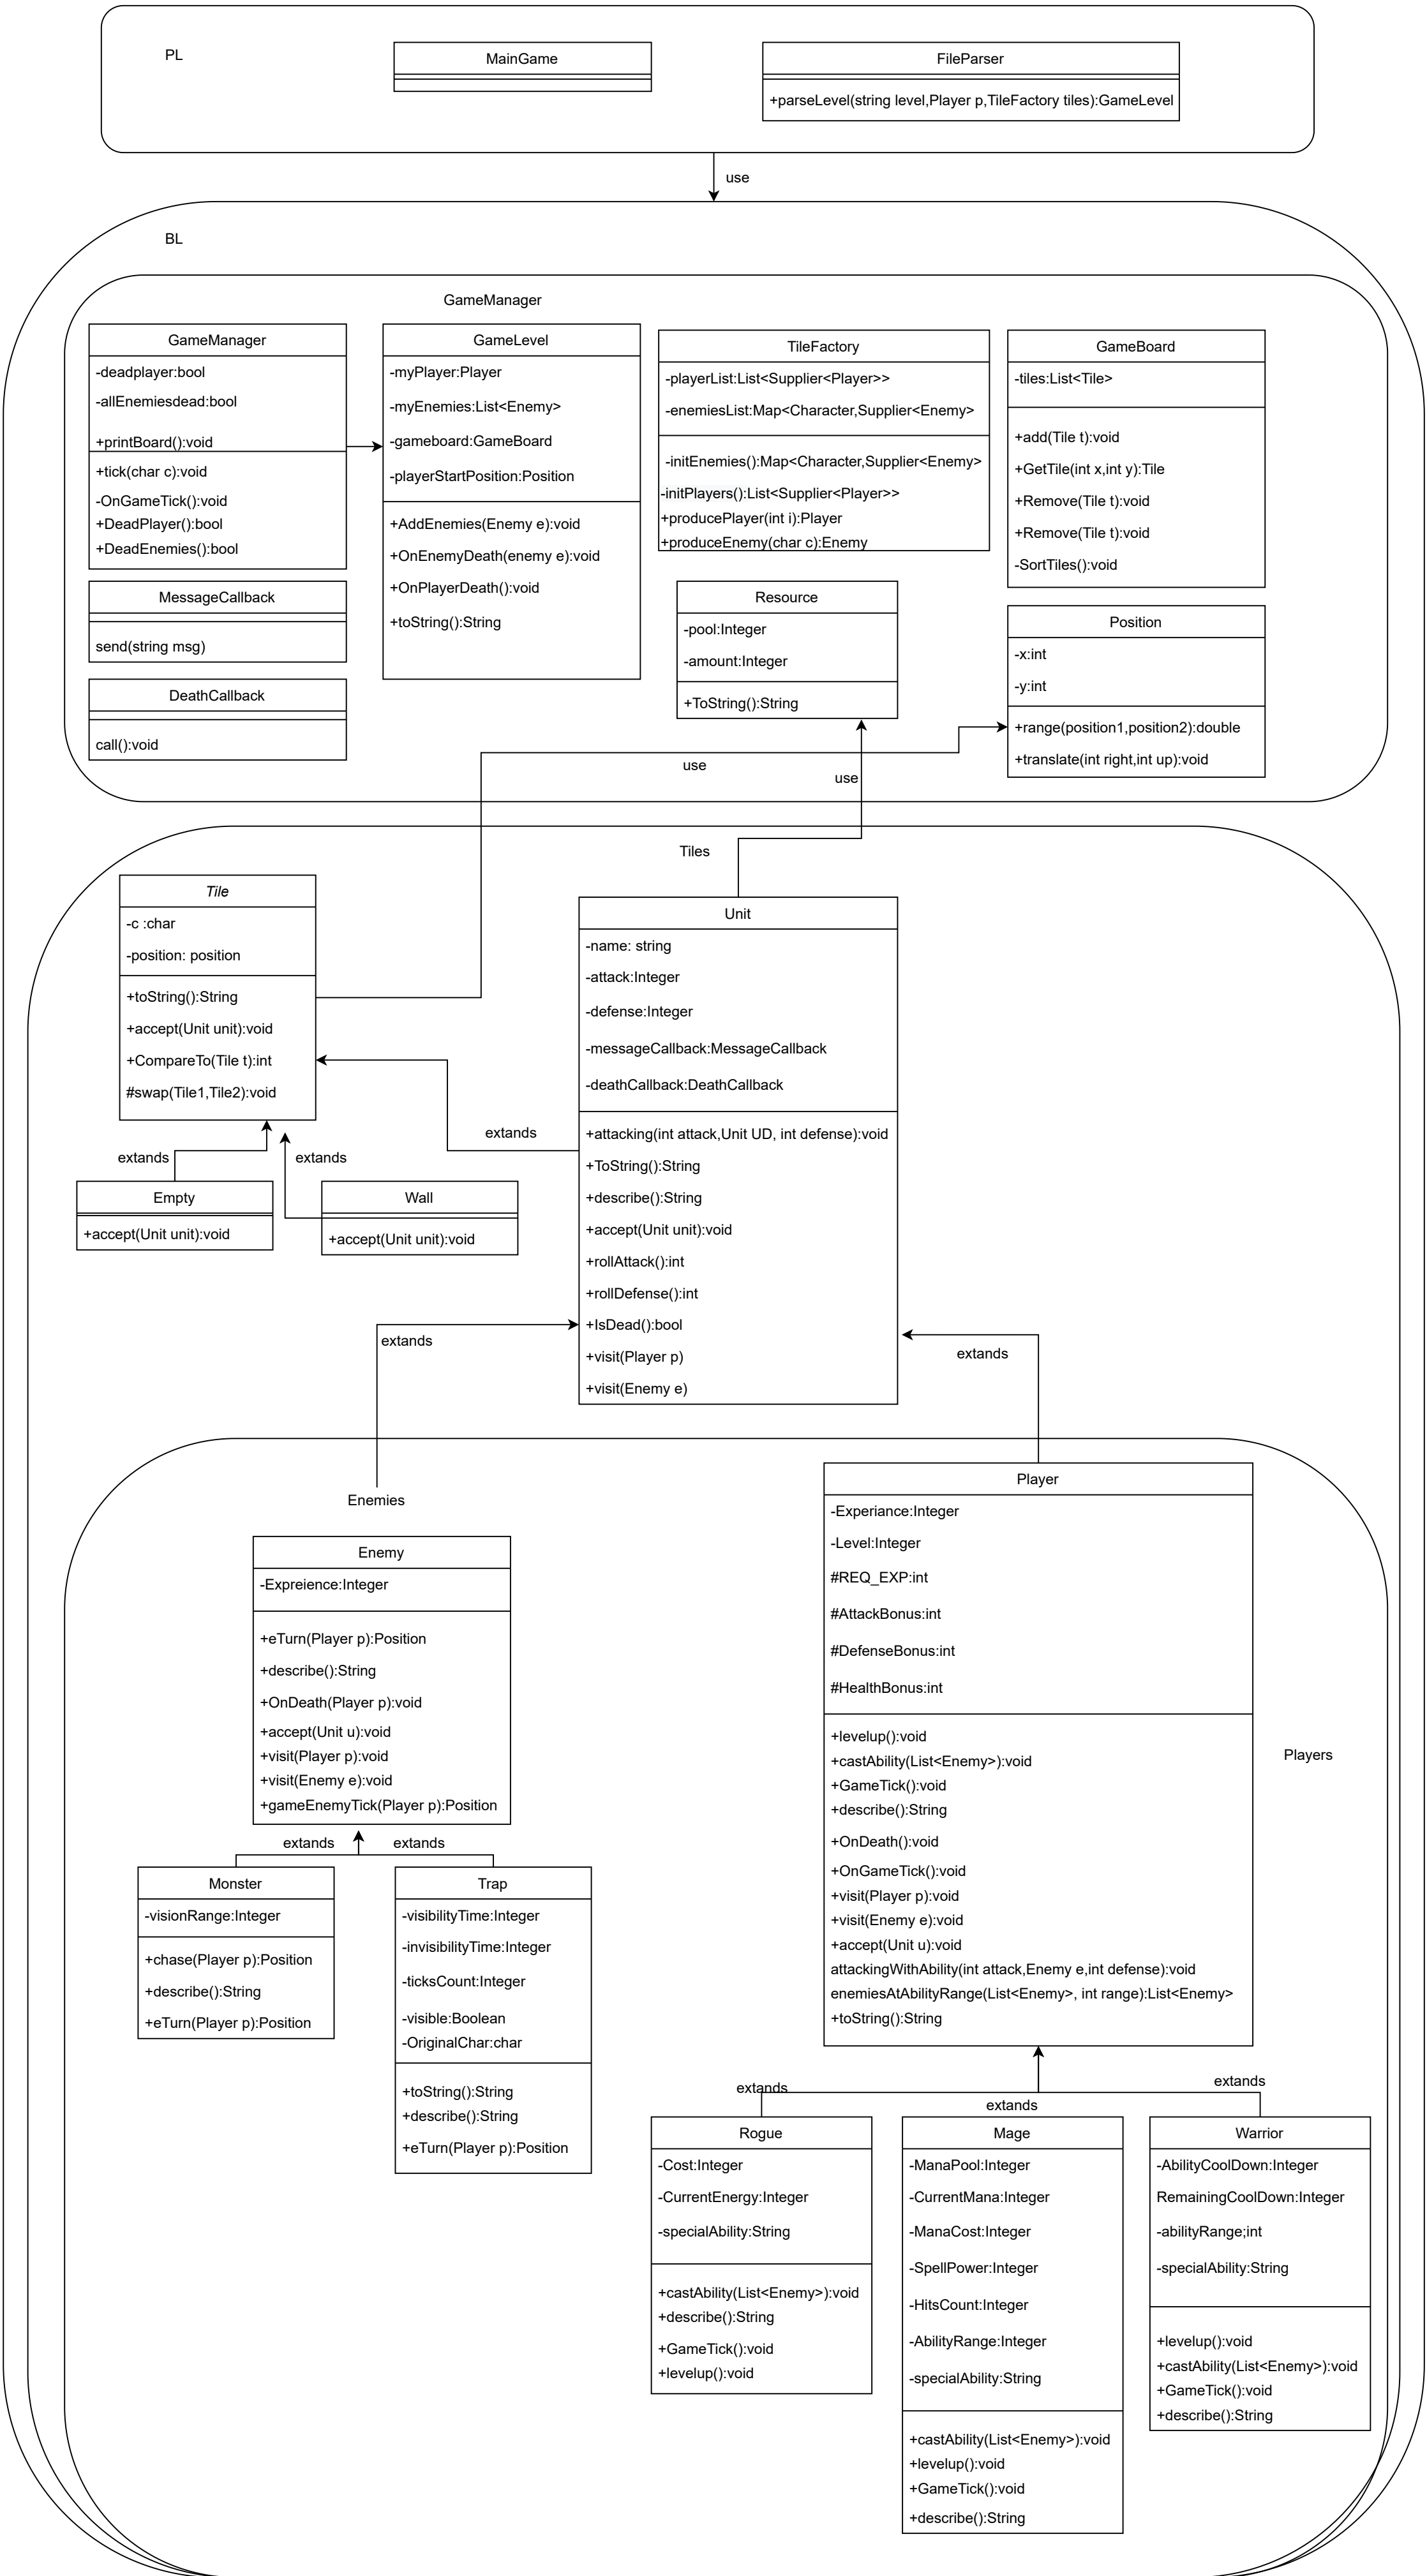 PL
MainGame
FileParser
+parseLevel(string level,Player p,TileFactory tiles):GameLevel
use
BL
GameManager
GameManager
-deadplayer:bool
-allEnemiesdead:bool
+printBoard():void
+tick(char c):void
-OnGameTick():void
+DeadPlayer():bool
+DeadEnemies():bool
GameLevel
-myPlayer:Player
-myEnemies:List<Enemy>
-gameboard:GameBoard
-playerStartPosition:Position
+AddEnemies(Enemy e):void
+OnEnemyDeath(enemy e):void
+OnPlayerDeath():void
+toString():String
TileFactory
-playerList:List<Supplier<Player>>
-enemiesList:Map<Character,Supplier<Enemy>
-initEnemies():Map<Character,Supplier<Enemy>
-initPlayers():List<Supplier<Player>>
+producePlayer(int i):Player
+produceEnemy(char c):Enemy
GameBoard
-tiles:List<Tile>
+add(Tile t):void
+GetTile(int x,int y):Tile
+Remove(Tile t):void
+Remove(Tile t):void
-SortTiles():void
MessageCallback
send(string msg)
DeathCallback
call():void
Resource
-pool:Integer
-amount:Integer
+ToString():String
Position
-x:int
-y:int
+range(position1,position2):double
+translate(int right,int up):void
use
use
Tiles
Tile
-c :char
-position: position
+toString():String
+accept(Unit unit):void
+CompareTo(Tile t):int
#swap(Tile1,Tile2):void
extands
extands
extands
Empty
+accept(Unit unit):void
Wall
+accept(Unit unit):void
Unit
-name: string
-attack:Integer
-defense:Integer
-messageCallback:MessageCallback
-deathCallback:DeathCallback
+attacking(int attack,Unit UD, int defense):void
+ToString():String
+describe():String
+accept(Unit unit):void
+rollAttack():int
+rollDefense():int
+IsDead():bool
+visit(Player p)
+visit(Enemy e)
extands
extands
Enemies
Enemy
-Expreience:Integer
+eTurn(Player p):Position
+describe():String
+OnDeath(Player p):void
+accept(Unit u):void
+visit(Player p):void
+visit(Enemy e):void
+gameEnemyTick(Player p):Position
extands
extands
Monster
-visionRange:Integer
+chase(Player p):Position
+describe():String
+eTurn(Player p):Position
Trap
-visibilityTime:Integer
-invisibilityTime:Integer
-ticksCount:Integer
-visible:Boolean
-OriginalChar:char
+toString():String
+describe():String
+eTurn(Player p):Position
Players
Player
-Experiance:Integer
-Level:Integer
#REQ_EXP:int
#AttackBonus:int
#DefenseBonus:int
#HealthBonus:int
+levelup():void
+castAbility(List<Enemy>):void
+GameTick():void
+describe():String
+OnDeath():void
+OnGameTick():void
+visit(Player p):void
+visit(Enemy e):void
+accept(Unit u):void
attackingWithAbility(int attack,Enemy e,int defense):void
enemiesAtAbilityRange(List<Enemy>, int range):List<Enemy>
+toString():String
extands
extands
extands
Rogue
-Cost:Integer
-CurrentEnergy:Integer
-specialAbility:String
+castAbility(List<Enemy>):void
+describe():String
+GameTick():void
+levelup():void
Mage
-ManaPool:Integer
-CurrentMana:Integer
-ManaCost:Integer
-SpellPower:Integer
-HitsCount:Integer
-AbilityRange:Integer
-specialAbility:String
+castAbility(List<Enemy>):void
+levelup():void
+GameTick():void
+describe():String
Warrior
-AbilityCoolDown:Integer
RemainingCoolDown:Integer
-abilityRange;int
-specialAbility:String
+levelup():void
+castAbility(List<Enemy>):void
+GameTick():void
+describe():String